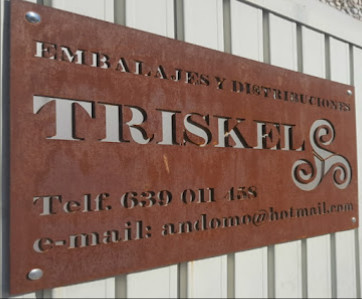 EMBALAJES Y DISTRIBUCIONES
TRISKEL
Telf. 639 011 458
e-mail: andomo@hotmail.com